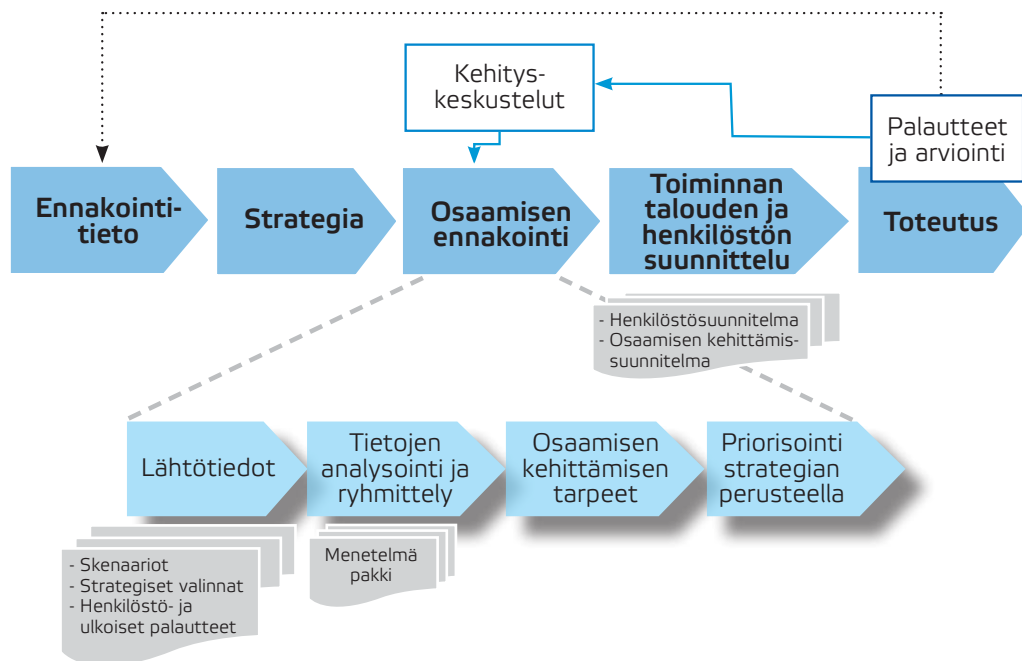 Kehitys-
keskustelut
Palautteet
ja arviointi
Ennakointi-
tieto
Strategia
Osaamisen
ennakointi
Toiminnan
talouden ja
henkilöstön
suunnittelu
Toteutus
- Henkilöstösuunnitelma
- Osaamisen kehittämis-
suunnitelma
Lähtötiedot
Tietojen
analysointi ja
ryhmittely
Osaamisen
kehittämisen
tarpeet
Priorisointi
strategian
perusteella
- Skenaariot
- Strategiset valinnat
- Henkilöstö- ja
ulkoiset palautteet
Menetelmä
pakki